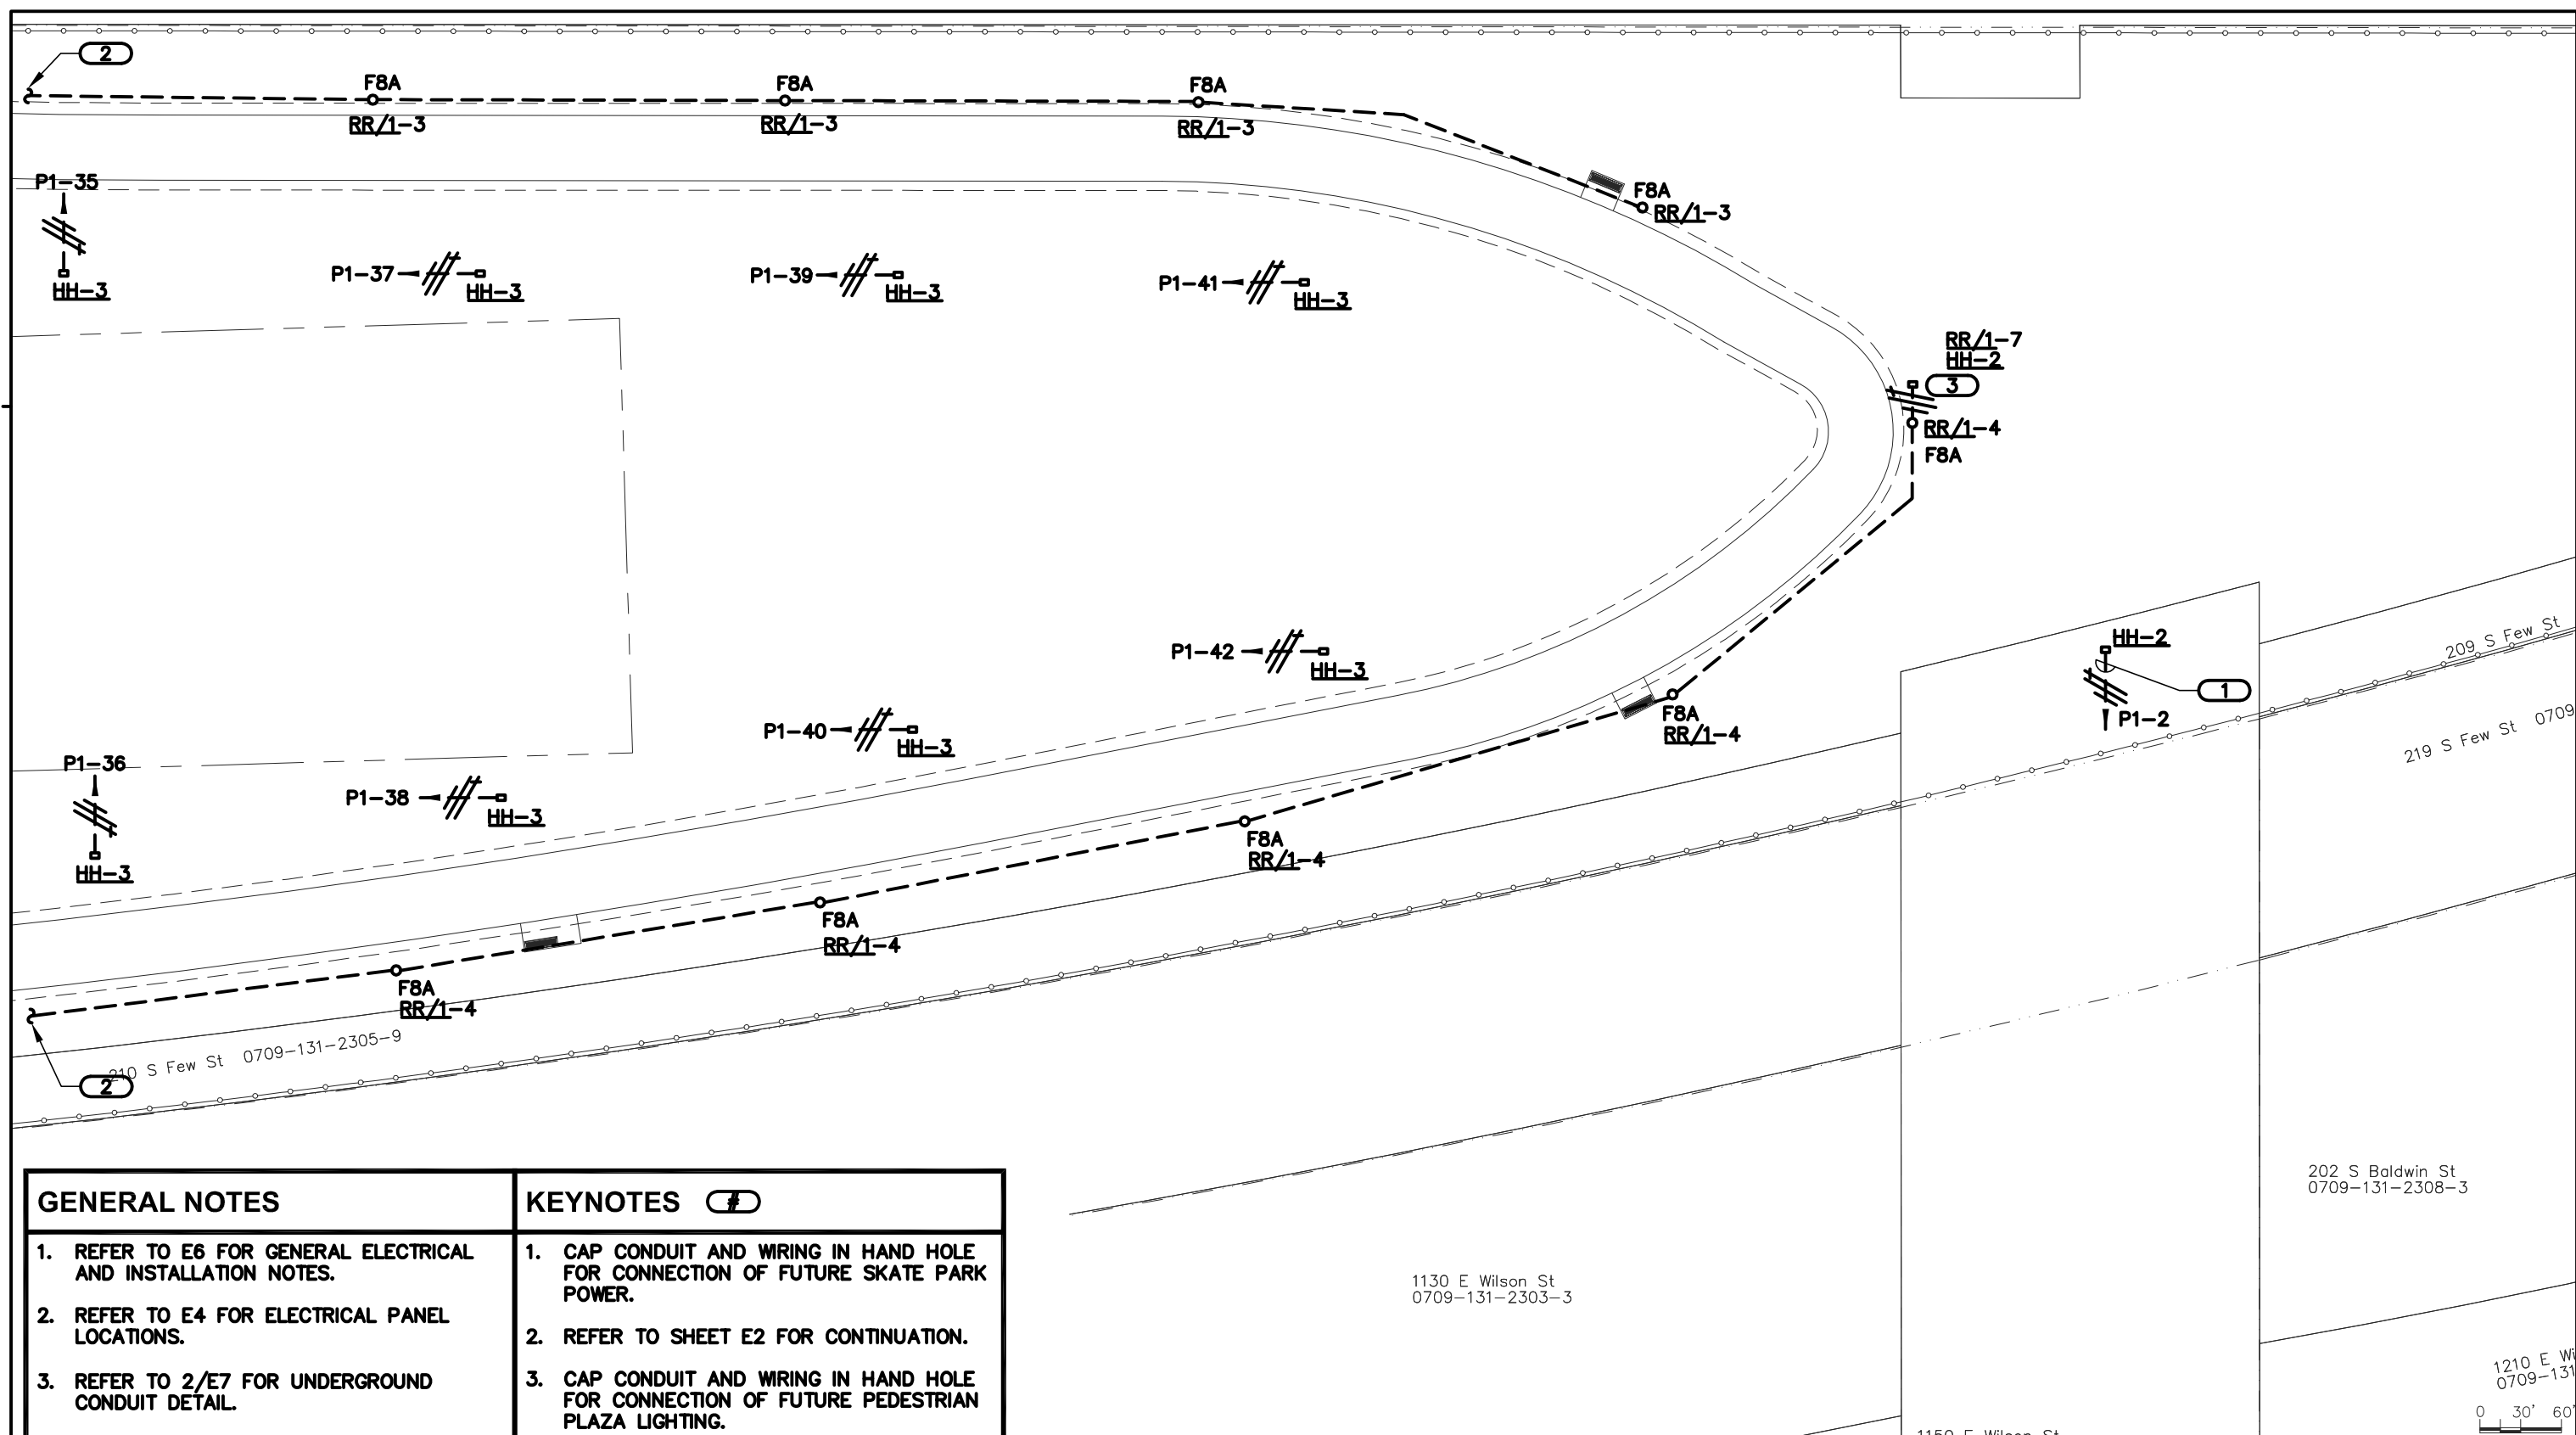 2
F8A
F8A
F8A
RR/1-3
RR/1-3
RR/1-3
P1-35
F8A
RR/1-3
HH-3
P1-37
HH-3
P1-39
HH-3
P1-41
HH-3
RR/1-7
HH-2
3
RR/1-4
F8A
P1-42
HH-3
HH-2
209 S Few St
1
P1-2
219 S Few St 0709
F8A
RR/1-4
P1-40
HH-3
P1-36
HH-3
P1-38
HH-3
F8A
RR/1-4
F8A
RR/1-4
F8A
RR/1-4
210 S Few St 0709-131-2305-9
2
202 S Baldwin St
0709-131-2308-3
1130 E Wilson St
0709-131-2303-3
1210 E Wi
0709-131
0 30' 60'
1150 E Wilson St
GENERAL NOTES
1. REFER TO E6 FOR GENERAL ELECTRICAL
AND INSTALLATION NOTES.
2. REFER TO E4 FOR ELECTRICAL PANEL
LOCATIONS.
3. REFER TO 2/E7 FOR UNDERGROUND
CONDUIT DETAIL.
KEYNOTES #
1. CAP CONDUIT AND WIRING IN HAND HOLE
FOR CONNECTION OF FUTURE SKATE PARK
POWER.
2. REFER TO SHEET E2 FOR CONTINUATION.
3. CAP CONDUIT AND WIRING IN HAND HOLE
FOR CONNECTION OF FUTURE PEDESTRIAN
PLAZA LIGHTING.